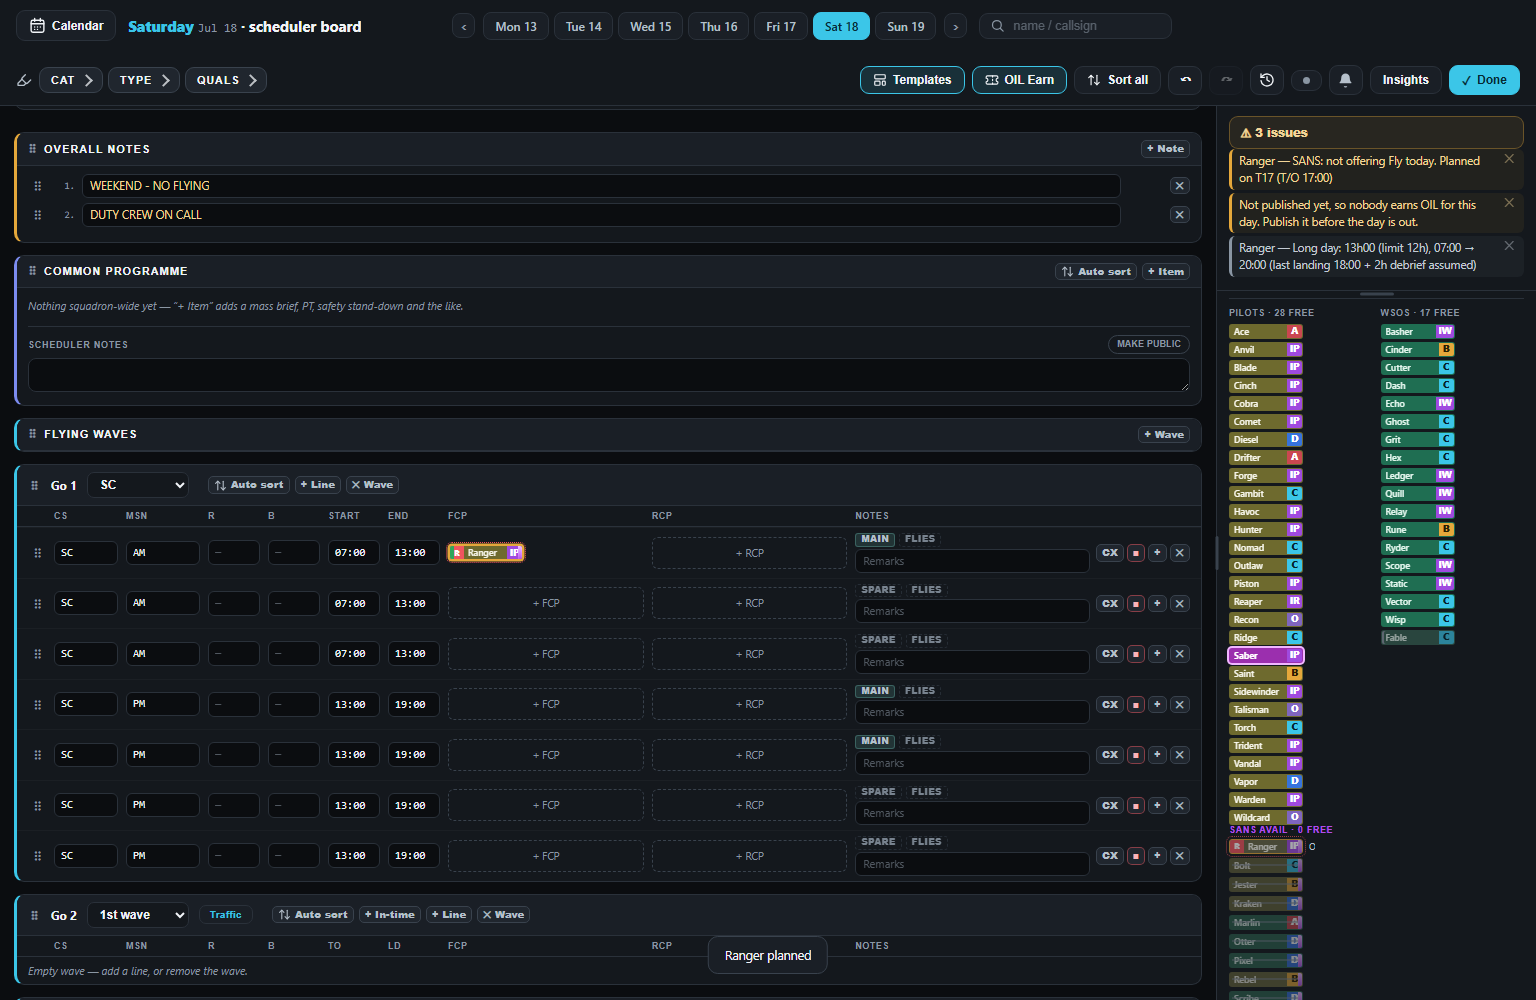 Calendar
Saturday Jul 18 · scheduler board
‹ Mon 13 Tue 14 Wed 15 Thu 16 Fri 17 Sat 18 Sun 19 ›
name / callsign
CAT TYPE QUALS
Templates OIL Earn Sort all Insights ✓ Done
OVERALL NOTES
+ Note
1. WEEKEND - NO FLYING
2. DUTY CREW ON CALL
COMMON PROGRAMME
Auto sort + Item
Nothing squadron-wide yet — "+ Item" adds a mass brief, PT, safety stand-down and the like.
SCHEDULER NOTES
MAKE PUBLIC
FLYING WAVES
+ Wave
Go 1 SC Auto sort + Line × Wave
CS MSN R B START END FCP RCP NOTES
SC AM – – 07:00 13:00 R Ranger IP + RCP MAIN FLIES Remarks CX + ×
SC AM – – 07:00 13:00 + FCP + RCP SPARE FLIES Remarks CX + ×
SC AM – – 07:00 13:00 + FCP + RCP SPARE FLIES Remarks CX + ×
SC PM – – 13:00 19:00 + FCP + RCP MAIN FLIES Remarks CX + ×
SC PM – – 13:00 19:00 + FCP + RCP MAIN FLIES Remarks CX + ×
SC PM – – 13:00 19:00 + FCP + RCP SPARE FLIES Remarks CX + ×
SC PM – – 13:00 19:00 + FCP + RCP SPARE FLIES Remarks CX + ×
Go 2 1st wave Traffic Auto sort + In-time + Line × Wave
CS MSN R B TO LD FCP RCP NOTES
Empty wave — add a line, or remove the wave.
Ranger planned
⚠ 3 issues
Ranger — SANS: not offering Fly today. Planned
on T17 (T/O 17:00)
Not published yet, so nobody earns OIL for this
day. Publish it before the day is out.
Ranger — Long day: 13h00 (limit 12h), 07:00 →
20:00 (last landing 18:00 + 2h debrief assumed)
PILOTS · 28 FREE
Ace A
Anvil IP
Blade IP
Cinch IP
Cobra IP
Comet IP
Diesel D
Drifter A
Forge IP
Gambit C
Havoc IP
Hunter IP
Nomad C
Outlaw C
Piston IP
Reaper IR
Recon O
Ridge C
Saber IP
Saint B
Sidewinder IP
Talisman O
Torch C
Trident IP
Vandal IP
Vapor D
Warden IP
Wildcard O
SANS AVAIL · 0 FREE
R Ranger IP O
Bolt C
Jester B
Kraken D
Marlin A
Otter D
Pixel D
Rebel B
Scribe D
WSOS · 17 FREE
Basher IW
Cinder B
Cutter C
Dash C
Echo IW
Ghost C
Grit C
Hex C
Ledger IW
Quill IW
Relay IW
Rune B
Ryder C
Scope IW
Static IW
Vector C
Wisp C
Fable C